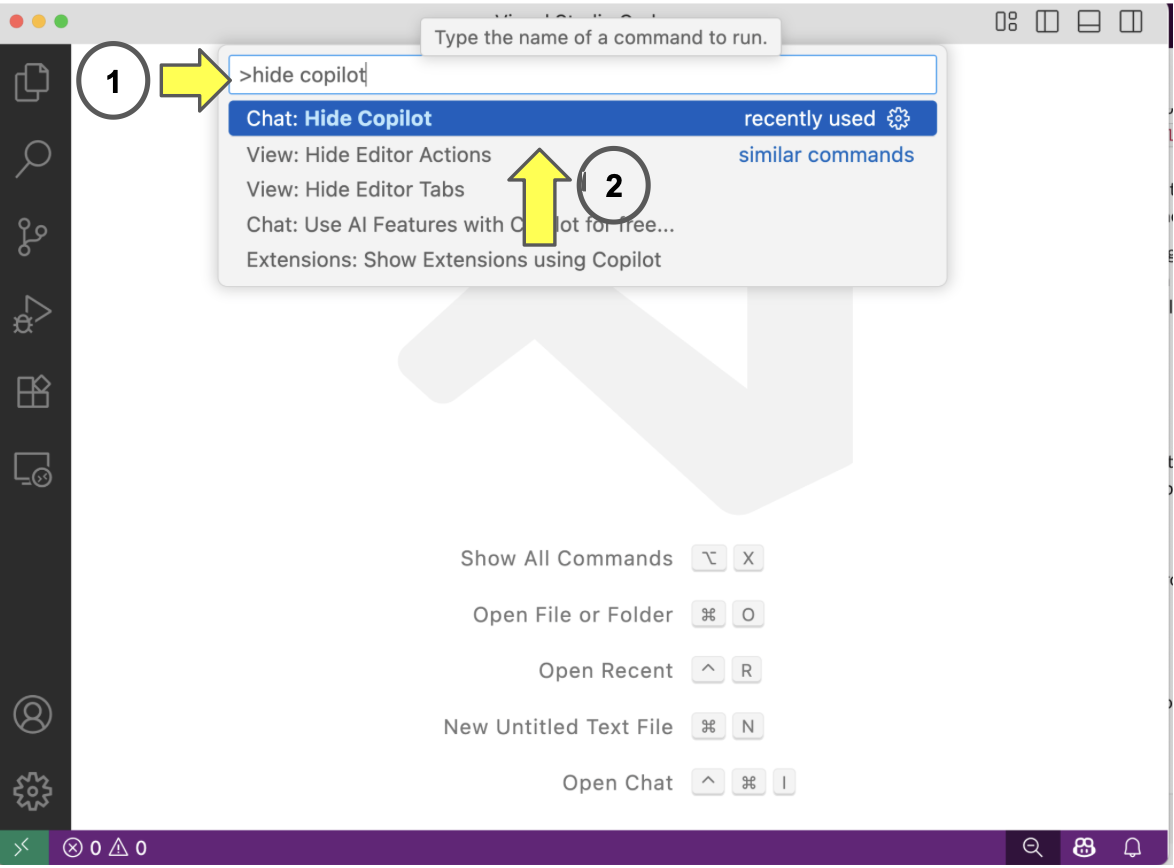 Type the name of a command to run.
1
>hide copilot
Chat: Hide Copilot recently used
View: Hide Editor Actions similar commands
2
View: Hide Editor Tabs
Chat: Use AI Features with for free...
Extensions: Show Extensions using Copilot
Show All Commands ⌥ X
Open File or Folder ⌘ O
Open Recent ^ R
New Untitled Text File ⌘ N
Open Chat ^ ⌘ I
0 0